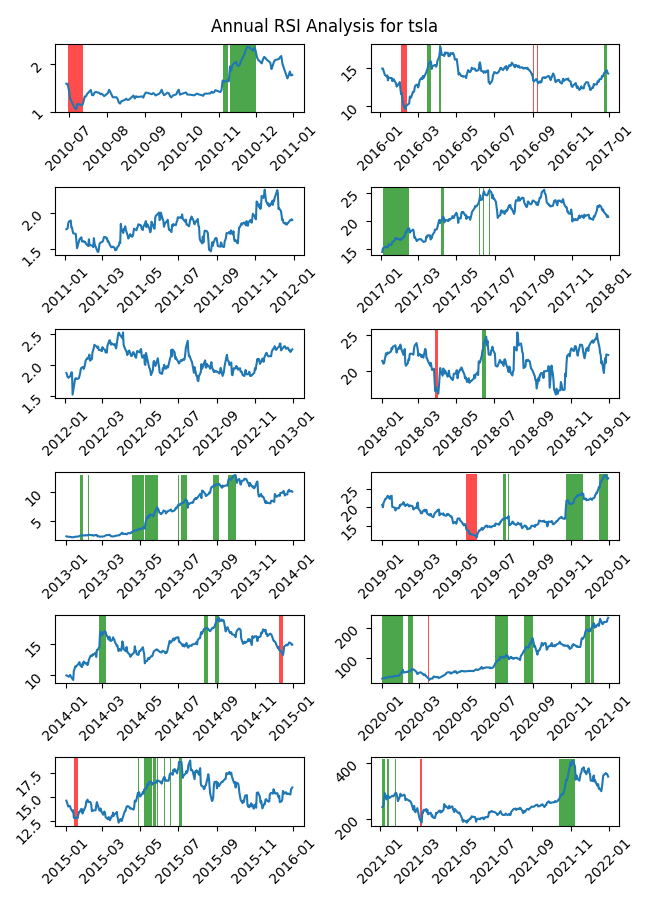 Annual RSI Analysis for tsla
2
1
2010-07 2010-08 2010-09 2010-10 2010-11 2010-12 2011-01
15
10
2016-01 2016-03 2016-05 2016-07 2016-09 2016-11 2017-01
2.0
1.5
2011-01 2011-03 2011-05 2011-07 2011-09 2011-11 2012-01
25
20
15
2017-01 2017-03 2017-05 2017-07 2017-09 2017-11 2018-01
2.5
2.0
1.5
2012-01 2012-03 2012-05 2012-07 2012-09 2012-11 2013-01
25
20
2018-01 2018-03 2018-05 2018-07 2018-09 2018-11 2019-01
10
5
2013-01 2013-03 2013-05 2013-07 2013-09 2013-11 2014-01
25
20
15
2019-01 2019-03 2019-05 2019-07 2019-09 2019-11 2020-01
15
10
2014-01 2014-03 2014-05 2014-07 2014-09 2014-11 2015-01
200
100
2020-01 2020-03 2020-05 2020-07 2020-09 2020-11 2021-01
17.5
15.0
12.5
2015-01 2015-03 2015-05 2015-07 2015-09 2015-11 2016-01
400
200
2021-01 2021-03 2021-05 2021-07 2021-09 2021-11 2022-01